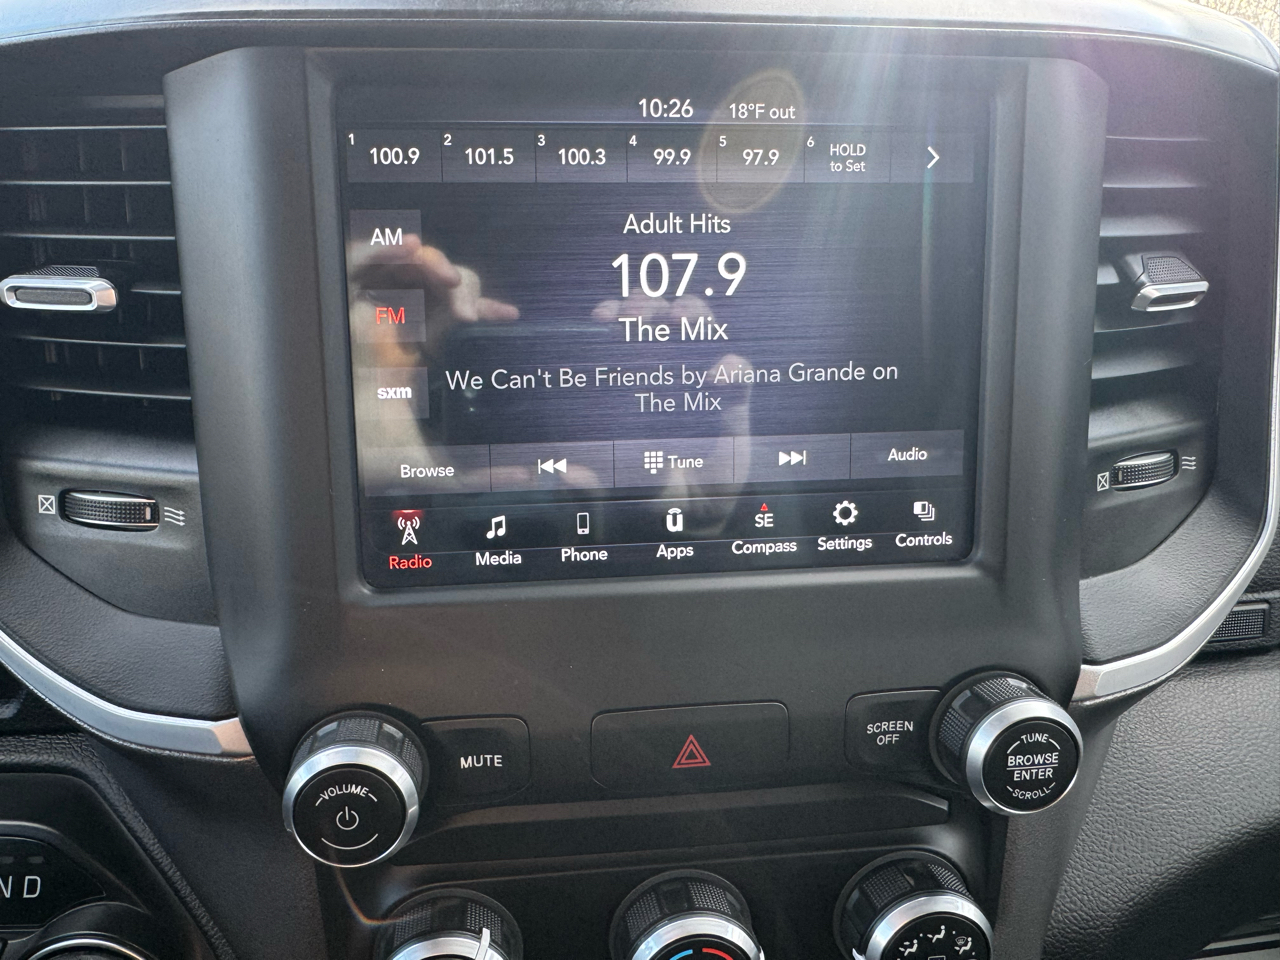 10:26 18°F out
1 100.9 2 101.5 3 100.3 4 99.9 5 97.9 6 HOLD to Set
AM
Adult Hits
107.9
FM
The Mix
sxm
We Can't Be Friends by Ariana Grande on
The Mix
Browse Tune Audio
Radio Media Phone Apps SE Compass Settings Controls
MUTE
SCREEN
OFF
VOLUME
TUNE
BROWSE
ENTER
SCROLL
N D